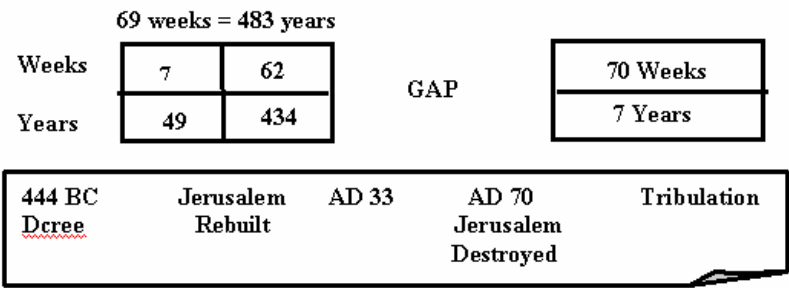 69 weeks = 483 years
Weeks 7 62 GAP 70 Weeks
Years 49 434 7 Years
444 BC Jerusalem AD 33 AD 70 Tribulation
Dcree Rebuilt Jerusalem
Destroyed